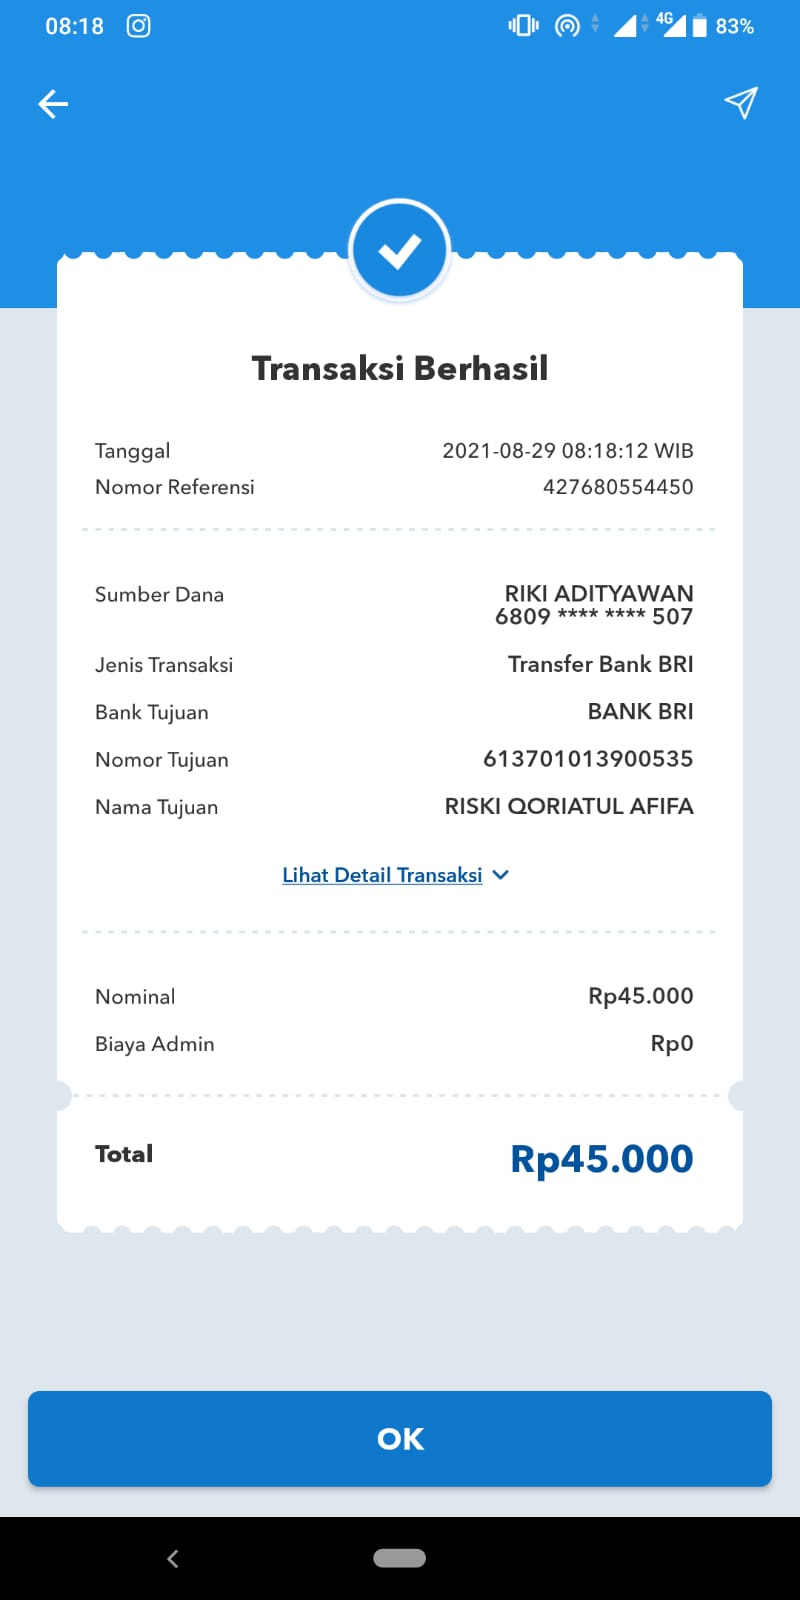 08:18 4G 83%
Transaksi Berhasil
Tanggal 2021-08-29 08:18:12 WIB
Nomor Referensi 427680554450
Sumber Dana RIKI ADITYAWAN
6809 **** **** 507
Jenis Transaksi Transfer Bank BRI
Bank Tujuan BANK BRI
Nomor Tujuan 613701013900535
Nama Tujuan RISKI QORIATUL AFIFA
Lihat Detail Transaksi
Nominal Rp45.000
Biaya Admin Rp0
Total Rp45.000
OK